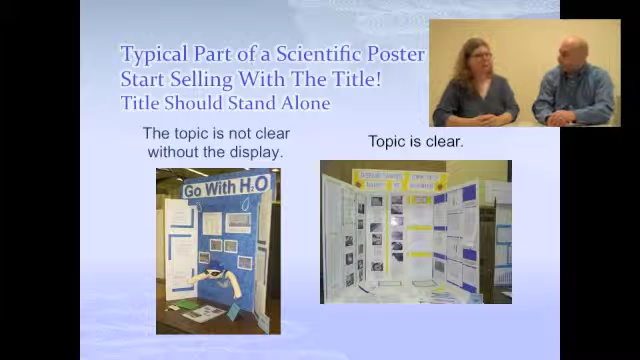 Typical Part of a Scientific Poster
Start Selling With The Title!
Title Should Stand Alone
The topic is not clear
without the display.
Topic is clear.
Go With H₂O